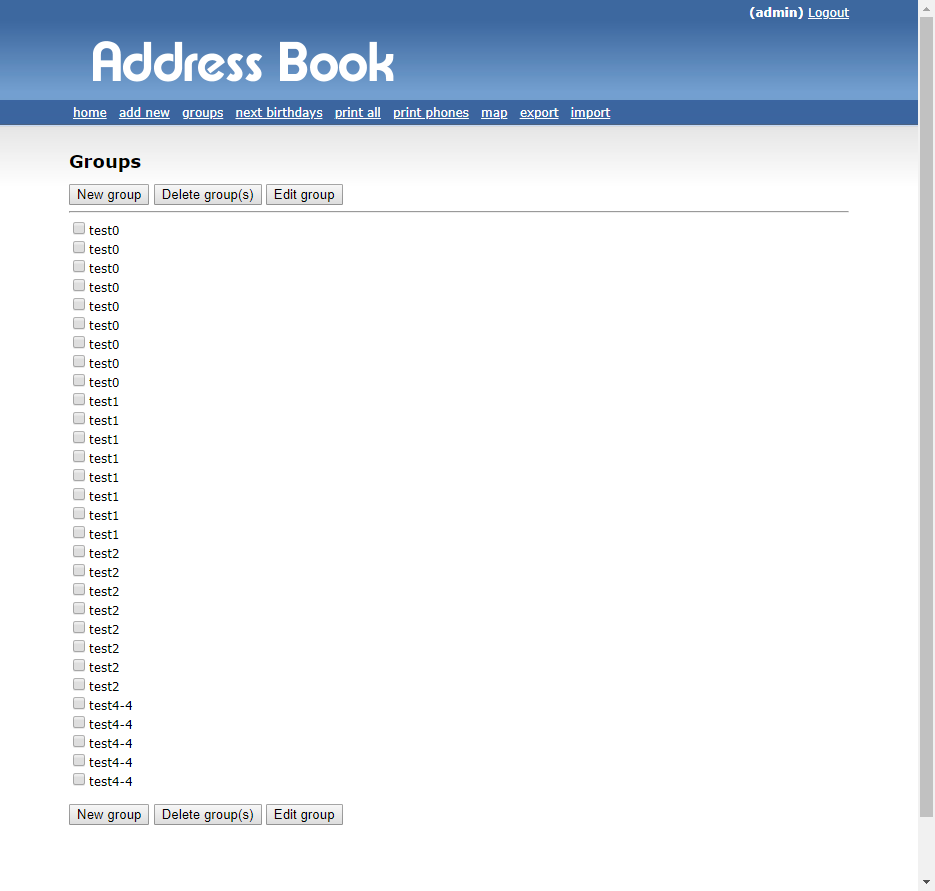 (admin) Logout
Address Book
home add new groups next birthdays print all print phones map export import
Groups
New group Delete group(s) Edit group
test0
test0
test0
test0
test0
test0
test0
test0
test0
test1
test1
test1
test1
test1
test1
test1
test1
test2
test2
test2
test2
test2
test2
test2
test2
test4-4
test4-4
test4-4
test4-4
test4-4
New group Delete group(s) Edit group